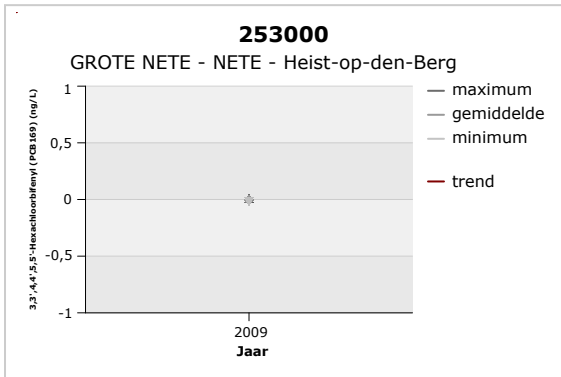 253000
GROTE NETE - NETE - Heist-op-den-Berg
3,3',4,4',5,5'-Hexachloorbifenyl (PCB169) (ng/L)
1
0,5
0
-0,5
-1
2009
Jaar
maximum
gemiddelde
minimum
trend